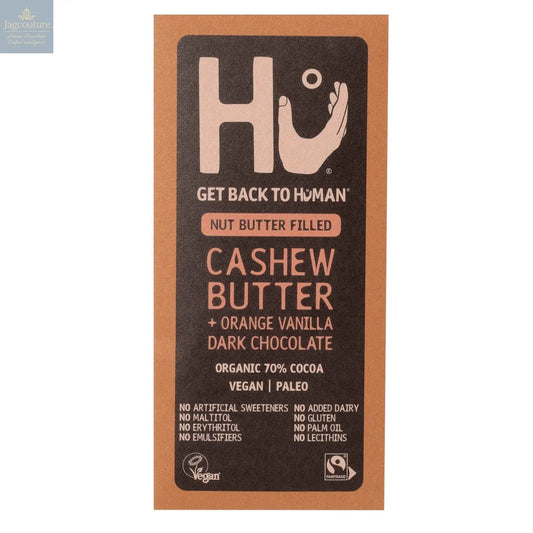 Jagcouture
HU®
GET BACK TO HUMAN®
NUT BUTTER FILLED
CASHEW
BUTTER
+ ORANGE VANILLA
DARK CHOCOLATE
ORGANIC 70% COCOA
VEGAN | PALEO
NO ARTIFICIAL SWEETENERS
NO MALTITOL
NO ERYTHRITOL
NO EMULSIFIERS
NO ADDED DAIRY
NO GLUTEN
NO PALM OIL
NO LECITHINS
Vegan
FAIRTRADE